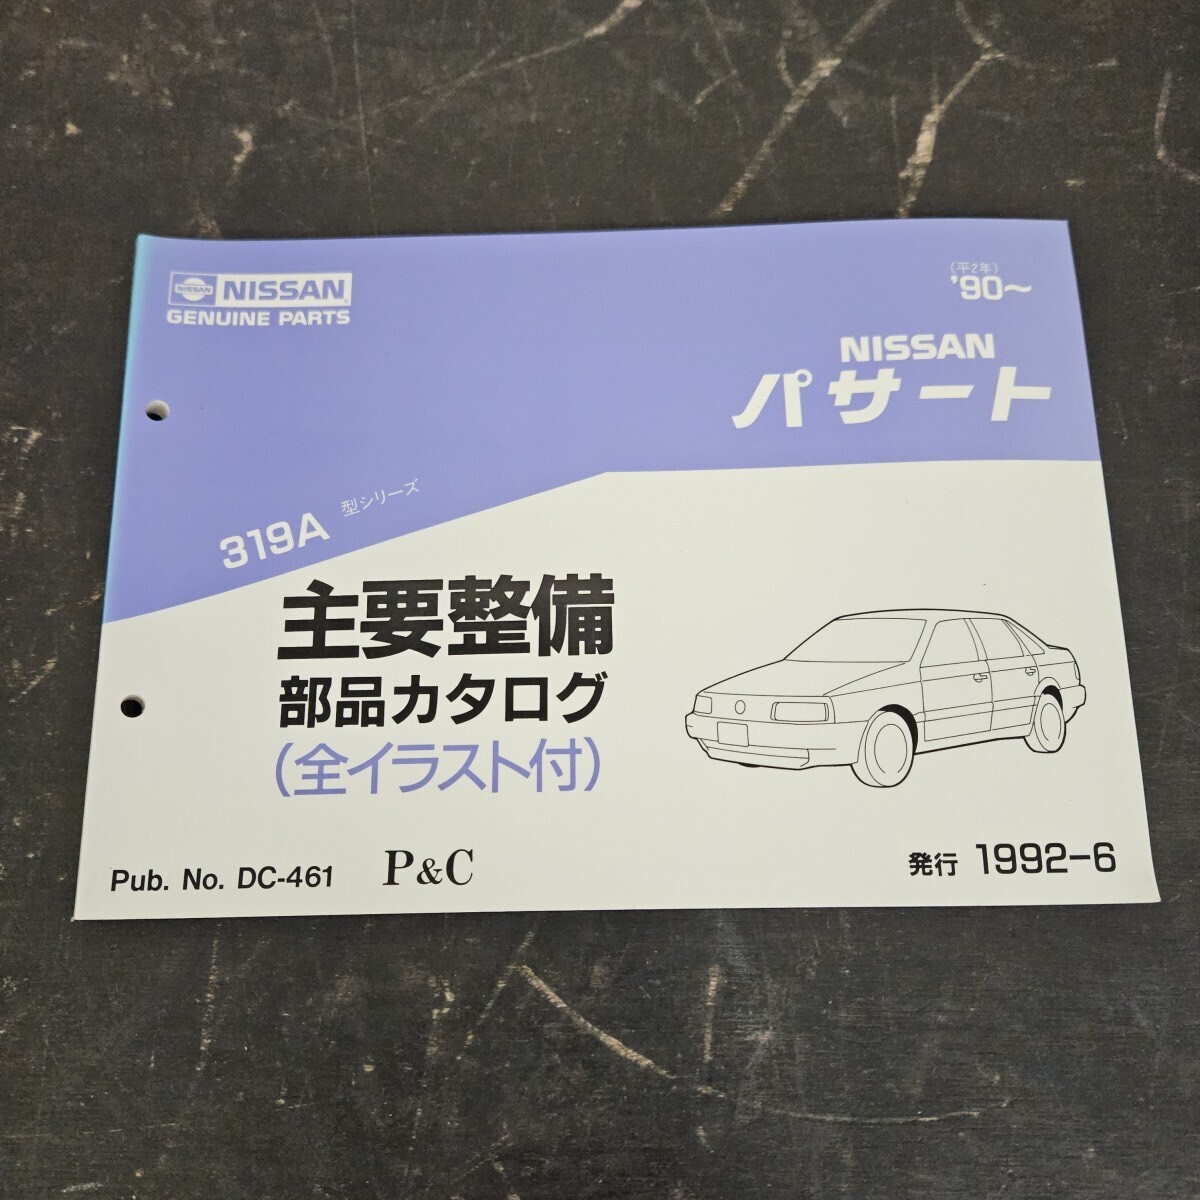 NISSAN NISSAN
GENUINE PARTS
(平2年)
'90〜
NISSAN
パサート
319A 型シリーズ
主要整備
部品カタログ
(全イラスト付)
Pub. No. DC-461 P&C
発行 1992-6